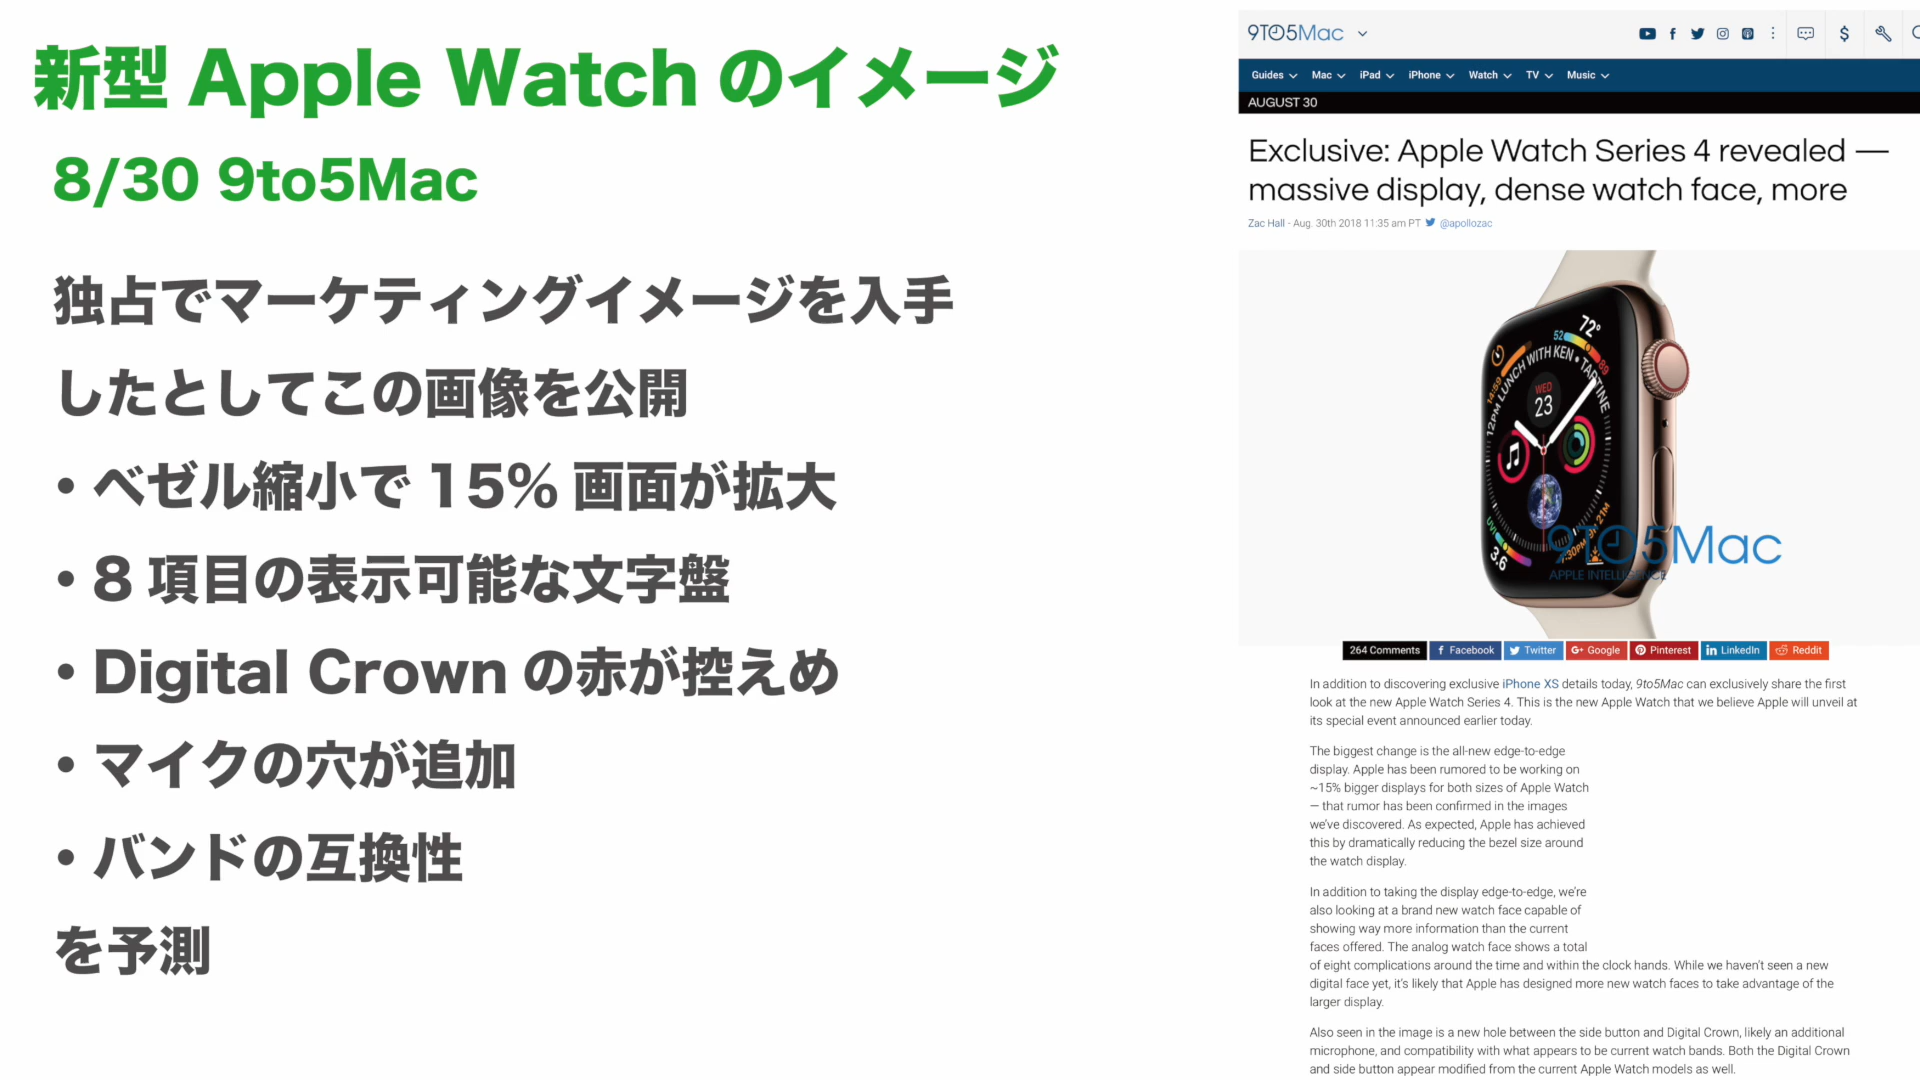 新型 Apple Watch のイメージ
8/30 9to5Mac
独占でマーケティングイメージを入手
したとしてこの画像を公開
• ベゼル縮小で 15% 画面が拡大
• 8 項目の表示可能な文字盤
• Digital Crown の赤が控えめ
• マイクの穴が追加
• バンドの互換性
を予測
9TO5Mac
Guides Mac iPad iPhone Watch TV Music
AUGUST 30
Exclusive: Apple Watch Series 4 revealed —
massive display, dense watch face, more
Zac Hall - Aug. 30th 2018 11:35 am PT @apollozac
72°
52 89
14:59
12PM LUNCH WITH KEN • TARTINE
WED
23
UVI
3.6
7:30PM
21M
9TO5Mac
APPLE INTELLIGENCE
264 Comments Facebook Twitter G+ Google Pinterest LinkedIn Reddit
In addition to discovering exclusive iPhone XS details today, 9to5Mac can exclusively share the first
look at the new Apple Watch Series 4. This is the new Apple Watch that we believe Apple will unveil at
its special event announced earlier today.
The biggest change is the all-new edge-to-edge
display. Apple has been rumored to be working on
~15% bigger displays for both sizes of Apple Watch
— that rumor has been confirmed in the images
we've discovered. As expected, Apple has achieved
this by dramatically reducing the bezel size around
the watch display.
In addition to taking the display edge-to-edge, we're
also looking at a brand new watch face capable of
showing way more information than the current
faces offered. The analog watch face shows a total
of eight complications around the time and within the clock hands. While we haven't seen a new
digital face yet, it's likely that Apple has designed more new watch faces to take advantage of the
larger display.
Also seen in the image is a new hole between the side button and Digital Crown, likely an additional
microphone, and compatibility with what appears to be current watch bands. Both the Digital Crown
and side button appear modified from the current Apple Watch models as well.